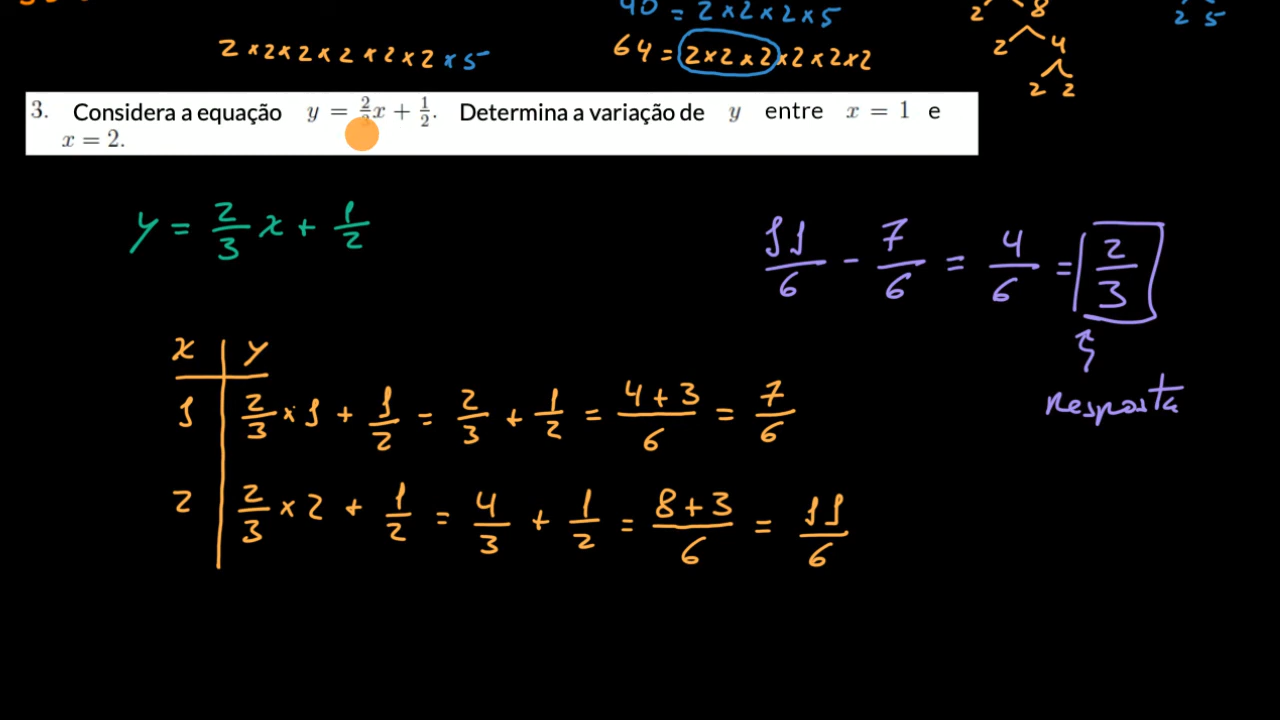 40 = 2×2×2×5
2 8
2 5
2×2×2×2×2×2×5
64 = 2×2×2×2×2×2
2 4
2 2
3. Considera a equação y = 2/3 x + 1/2. Determina a variação de y entre x = 1 e
x = 2.
y = 2/3 x + 1/2
11/6 - 7/6 = 4/6 = 2/3
resposta
x | y
1 | 2/3 × 1 + 1/2 = 2/3 + 1/2 = (4+3)/6 = 7/6
2 | 2/3 × 2 + 1/2 = 4/3 + 1/2 = (8+3)/6 = 11/6